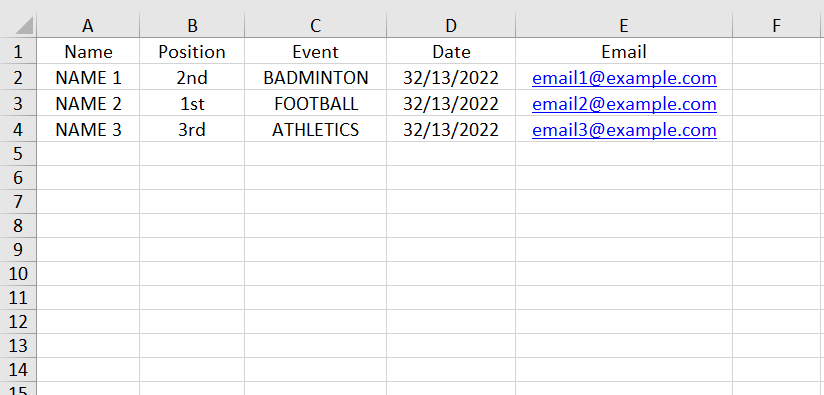 A B C D E F
1 Name Position Event Date Email
2 NAME 1 2nd BADMINTON 32/13/2022 email1@example.com
3 NAME 2 1st FOOTBALL 32/13/2022 email2@example.com
4 NAME 3 3rd ATHLETICS 32/13/2022 email3@example.com
5
6
7
8
9
10
11
12
13
14
15